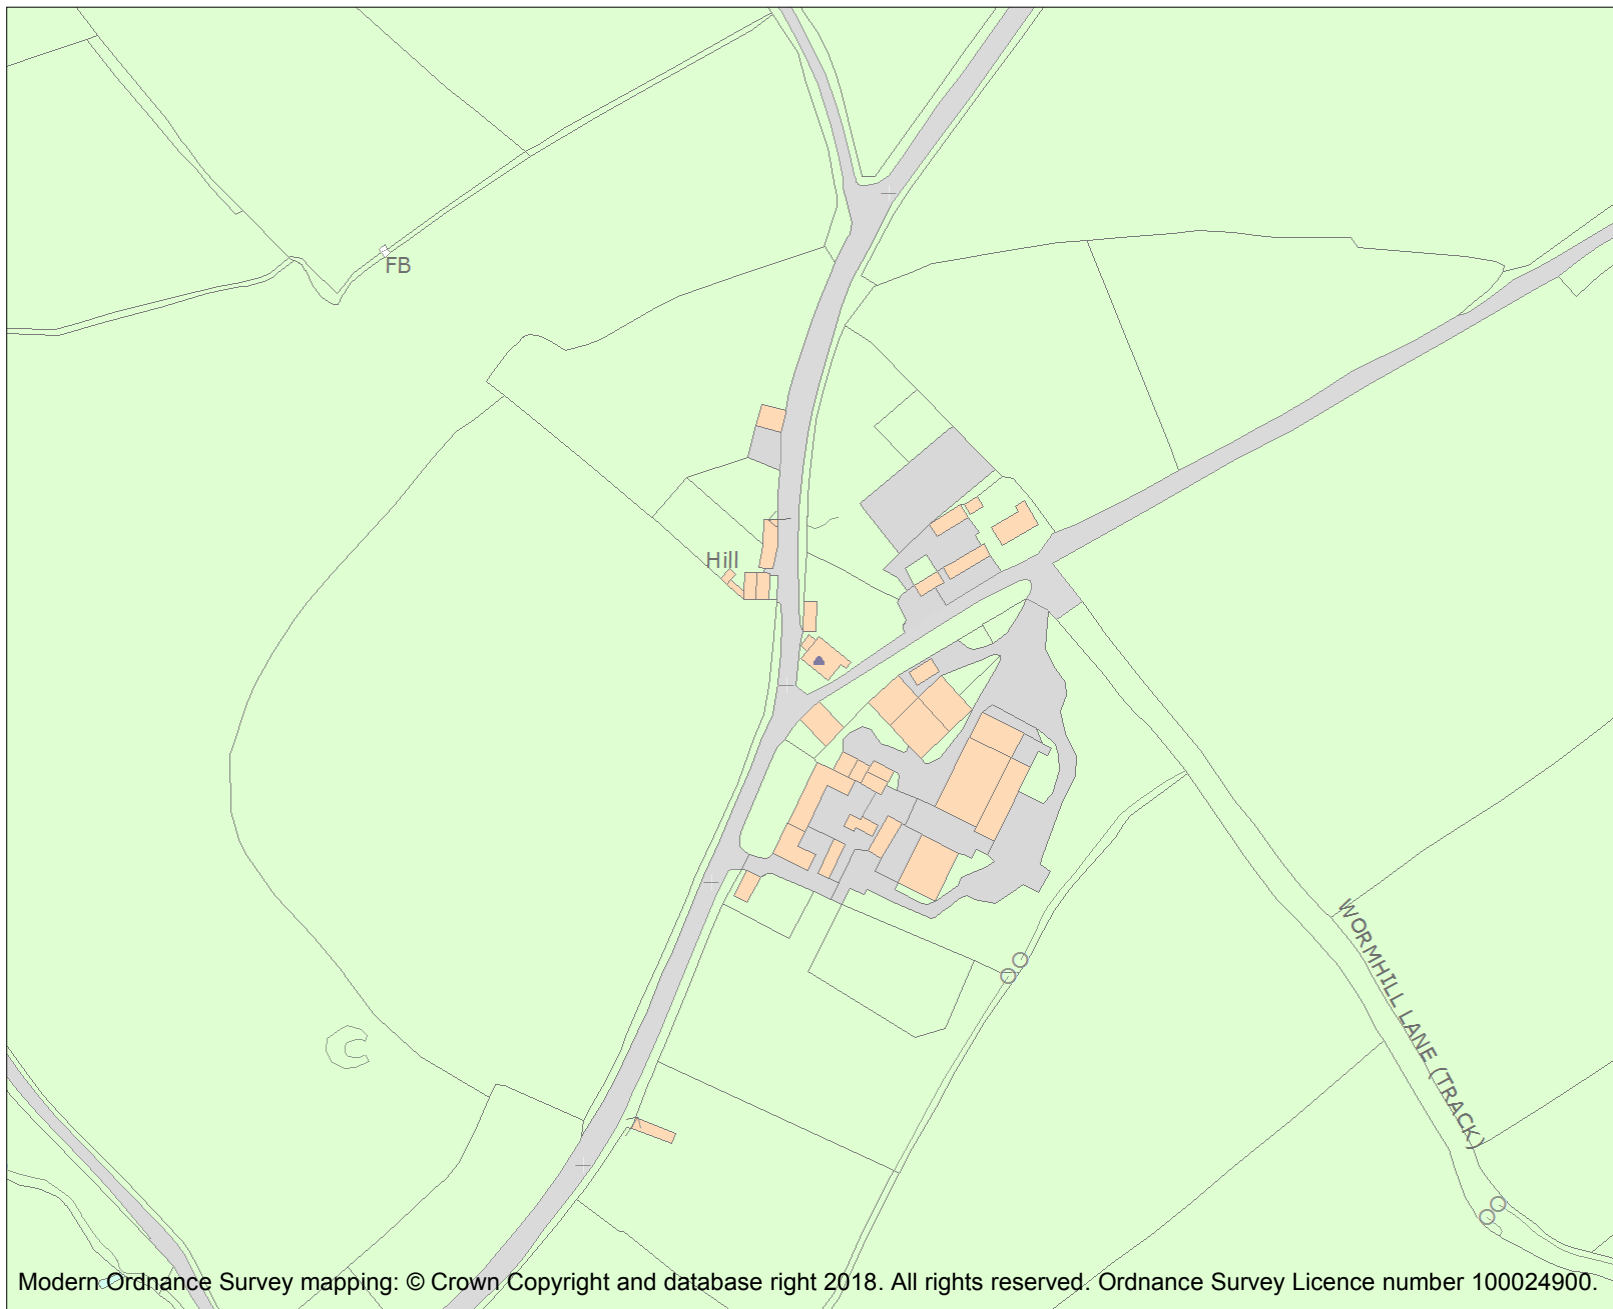 FB
Hill
WORMHILL LANE (TRACK)
Modern Ordnance Survey mapping: © Crown Copyright and database right 2018. All rights reserved. Ordnance Survey Licence number 100024900.